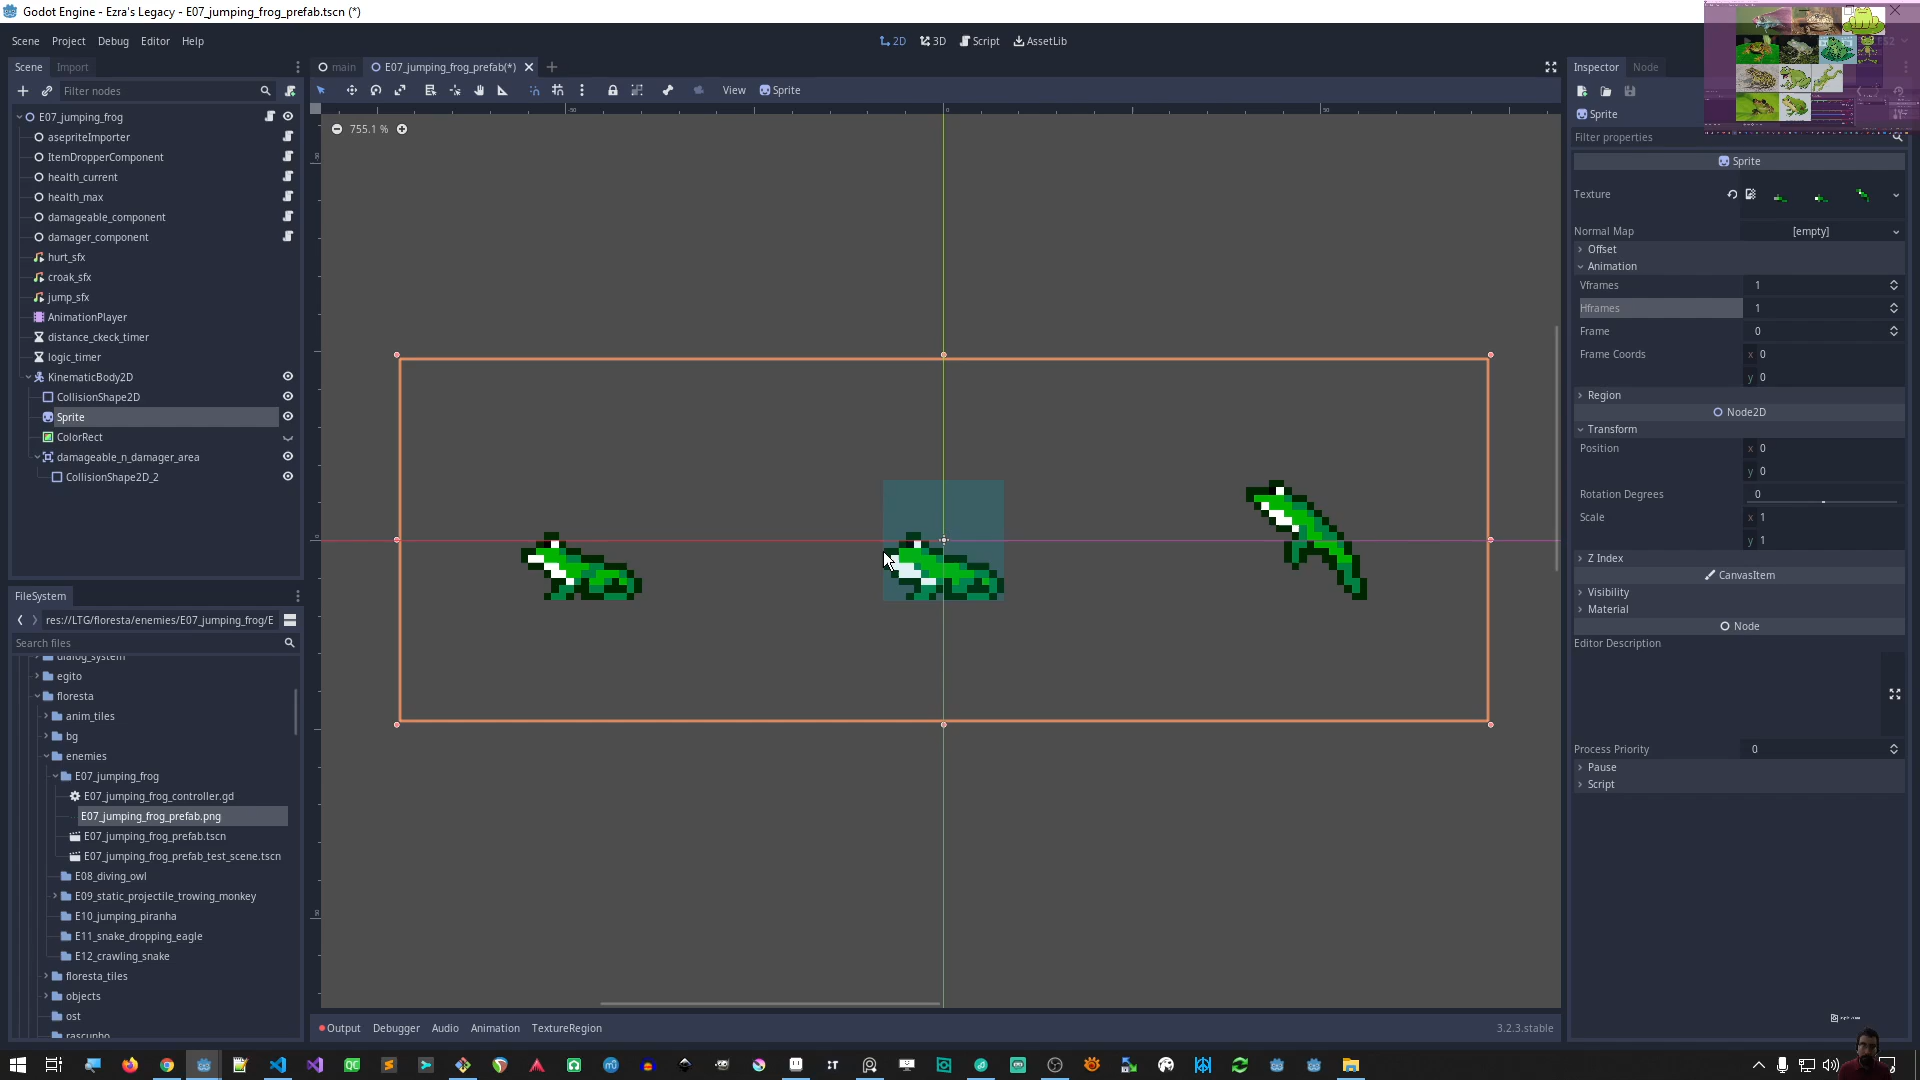 Godot Engine - Ezra's Legacy - E07_jumping_frog_prefab.tscn (*)
Scene Project Debug Editor Help
2D 3D Script AssetLib
Scene Import
main E07_jumping_frog_prefab(*)
Inspector Node
Filter nodes
View Sprite
Sprite
Filter properties
E07_jumping_frog
asepriteImporter
ItemDropperComponent
health_current
health_max
damageable_component
damager_component
hurt_sfx
croak_sfx
jump_sfx
AnimationPlayer
distance_ckeck_timer
logic_timer
KinematicBody2D
CollisionShape2D
Sprite
ColorRect
damageable_n_damager_area
CollisionShape2D_2
755.1 %
Sprite
Texture
Normal Map [empty]
Offset
Animation
Vframes 1
Hframes 1
Frame 0
Frame Coords x 0
y 0
Region
Node2D
Transform
Position x 0
y 0
Rotation Degrees 0
Scale x 1
y 1
Z Index
CanvasItem
Visibility
Material
Node
Editor Description
Process Priority 0
Pause
Script
FileSystem
res://LTG/floresta/enemies/E07_jumping_frog/E
Search files
dialog_system
egito
floresta
anim_tiles
bg
enemies
E07_jumping_frog
E07_jumping_frog_controller.gd
E07_jumping_frog_prefab.png
E07_jumping_frog_prefab.tscn
E07_jumping_frog_prefab_test_scene.tscn
E08_diving_owl
E09_static_projectile_trowing_monkey
E10_jumping_piranha
E11_snake_dropping_eagle
E12_crawling_snake
floresta_tiles
objects
ost
rascunho
Output Debugger Audio Animation TextureRegion
3.2.3.stable